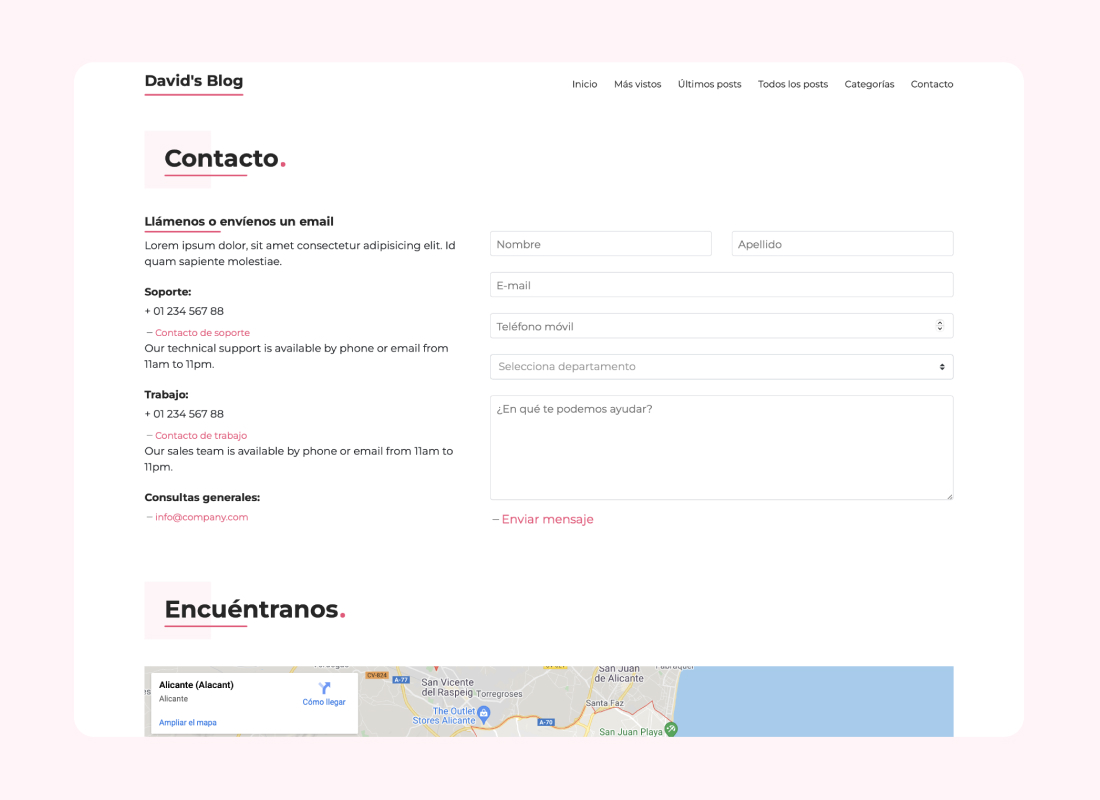 David's Blog
Inicio Más vistos Últimos posts Todos los posts Categorías Contacto
Contacto.
Llámenos o envíenos un email
Lorem ipsum dolor, sit amet consectetur adipisicing elit. Id
quam sapiente molestiae.
Soporte:
+ 01 234 567 88
— Contacto de soporte
Our technical support is available by phone or email from
11am to 11pm.
Trabajo:
+ 01 234 567 88
— Contacto de trabajo
Our sales team is available by phone or email from 11am to
11pm.
Consultas generales:
— info@company.com
Nombre
Apellido
E-mail
Teléfono móvil
Selecciona departamento
¿En qué te podemos ayudar?
— Enviar mensaje
Encuéntranos.
Alicante (Alacant)
Alicante
Cómo llegar
Ampliar el mapa
CV-824
A-77
San Vicente
del Raspeig
Torregroses
The Outlet
Stores Alicante
A-70
San Juan
de Alicante
Santa Faz
San Juan Playa